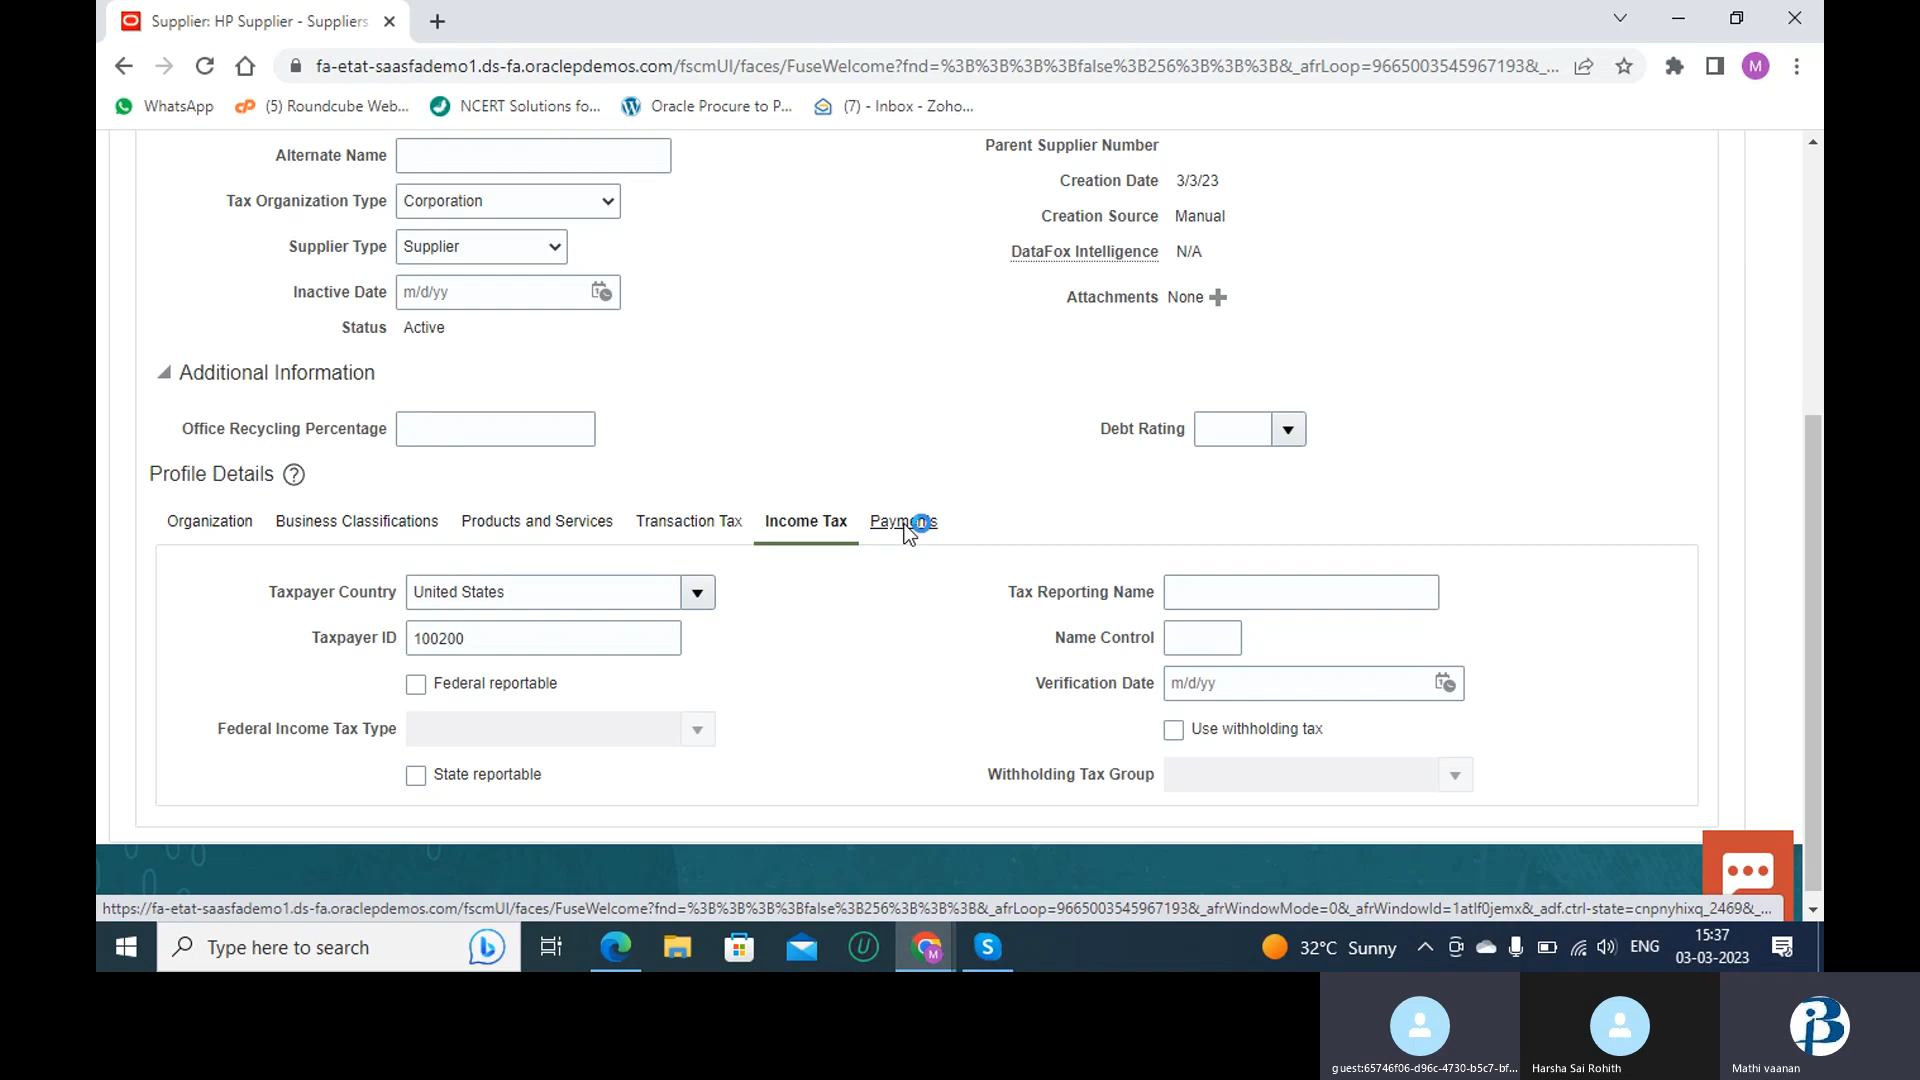 Supplier: HP Supplier - Suppliers
fa-etat-saasfademo1.ds-fa.oraclepdemos.com/fscmUI/faces/FuseWelcome?fnd=%3B%3B%3B%3Bfalse%3B256%3B%3B%3B&_afrLoop=9665003545967193&_...
M
WhatsApp
(5) Roundcube Web...
NCERT Solutions fo...
Oracle Procure to P...
(7) - Inbox - Zoho...
Alternate Name
Parent Supplier Number
Creation Date 3/3/23
Tax Organization Type Corporation
Creation Source Manual
Supplier Type Supplier
DataFox Intelligence N/A
Inactive Date m/d/yy
Attachments None
Status Active
Additional Information
Office Recycling Percentage
Debt Rating
Profile Details ?
Organization Business Classifications Products and Services Transaction Tax Income Tax Payments
Taxpayer Country United States
Tax Reporting Name
Taxpayer ID 100200
Name Control
Federal reportable
Verification Date m/d/yy
Federal Income Tax Type
Use withholding tax
State reportable
Withholding Tax Group
https://fa-etat-saasfademo1.ds-fa.oraclepdemos.com/fscmUI/faces/FuseWelcome?fnd=%3B%3B%3B%3Bfalse%3B256%3B%3B%3B&_afrLoop=9665003545967193&_afrWindowMode=0&_afrWindowId=1atlf0jemx&_adf.ctrl-state=cnpnyhixq_2469&_...
Type here to search
32°C Sunny
ENG
15:37
03-03-2023
guest:65746f06-d96c-4730-b5c7-bf...
Harsha Sai Rohith
Mathi vaanan